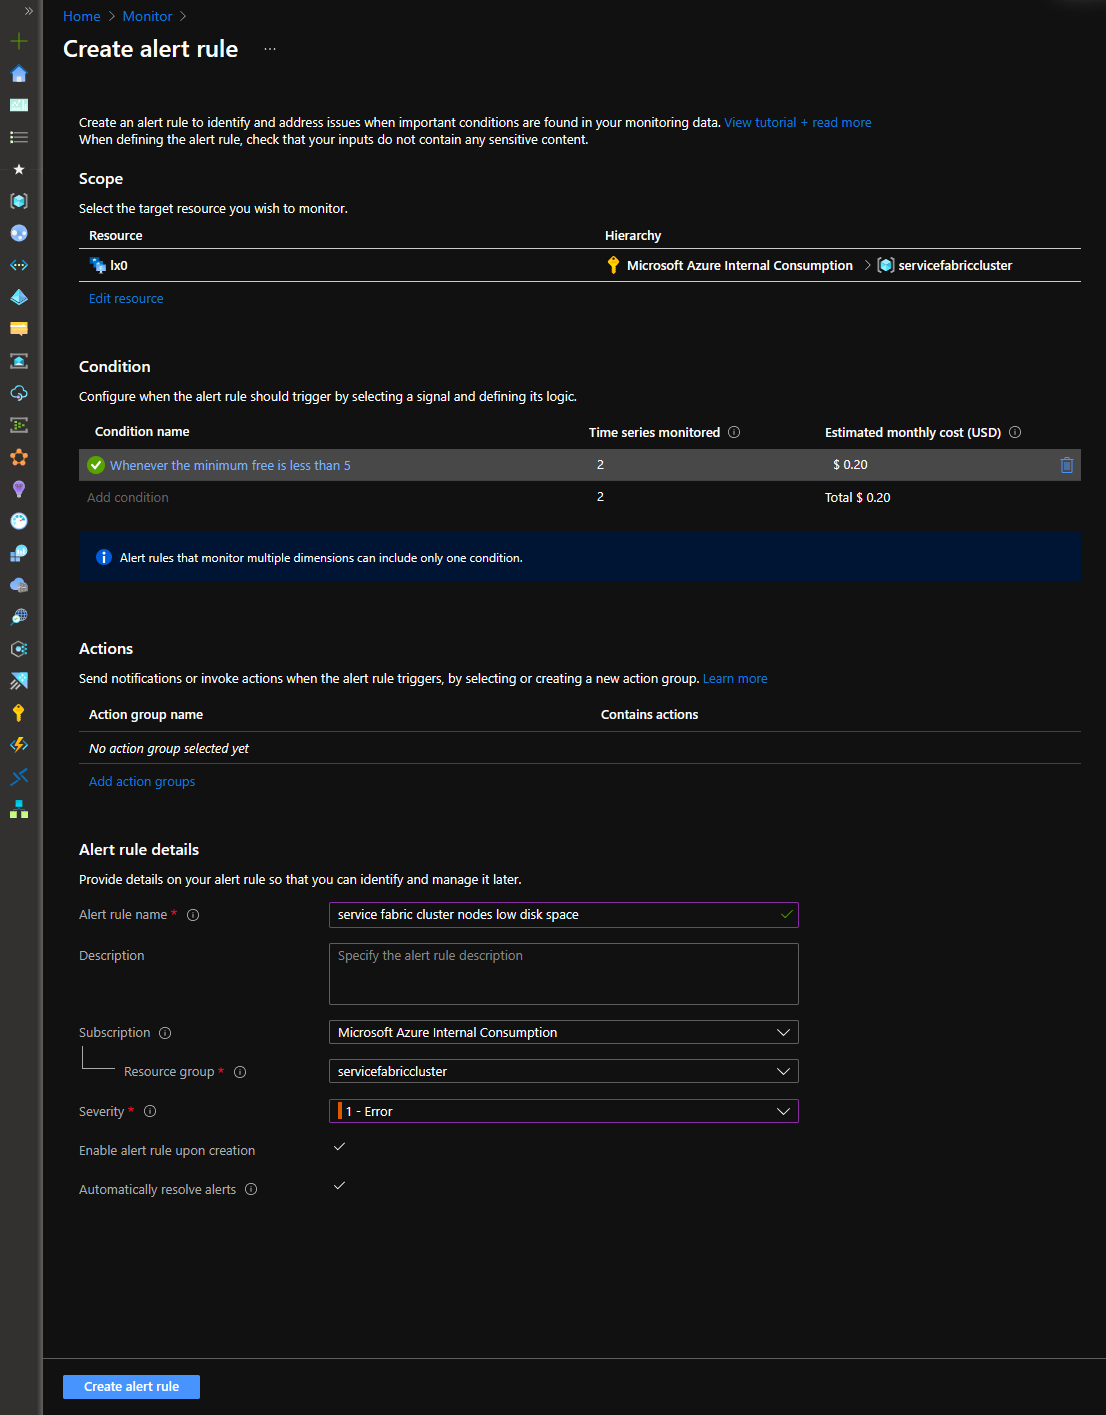 Home > Monitor >
Create alert rule ...
Create an alert rule to identify and address issues when important conditions are found in your monitoring data. View tutorial + read more
When defining the alert rule, check that your inputs do not contain any sensitive content.
Scope
Select the target resource you wish to monitor.
Resource Hierarchy
lx0 Microsoft Azure Internal Consumption > servicefabriccluster
Edit resource
Condition
Configure when the alert rule should trigger by selecting a signal and defining its logic.
Condition name Time series monitored Estimated monthly cost (USD)
Whenever the minimum free is less than 5 2 $ 0.20
Add condition 2 Total $ 0.20
Alert rules that monitor multiple dimensions can include only one condition.
Actions
Send notifications or invoke actions when the alert rule triggers, by selecting or creating a new action group. Learn more
Action group name Contains actions
No action group selected yet
Add action groups
Alert rule details
Provide details on your alert rule so that you can identify and manage it later.
Alert rule name * service fabric cluster nodes low disk space
Description Specify the alert rule description
Subscription Microsoft Azure Internal Consumption
Resource group * servicefabriccluster
Severity * 1 - Error
Enable alert rule upon creation
Automatically resolve alerts
Create alert rule